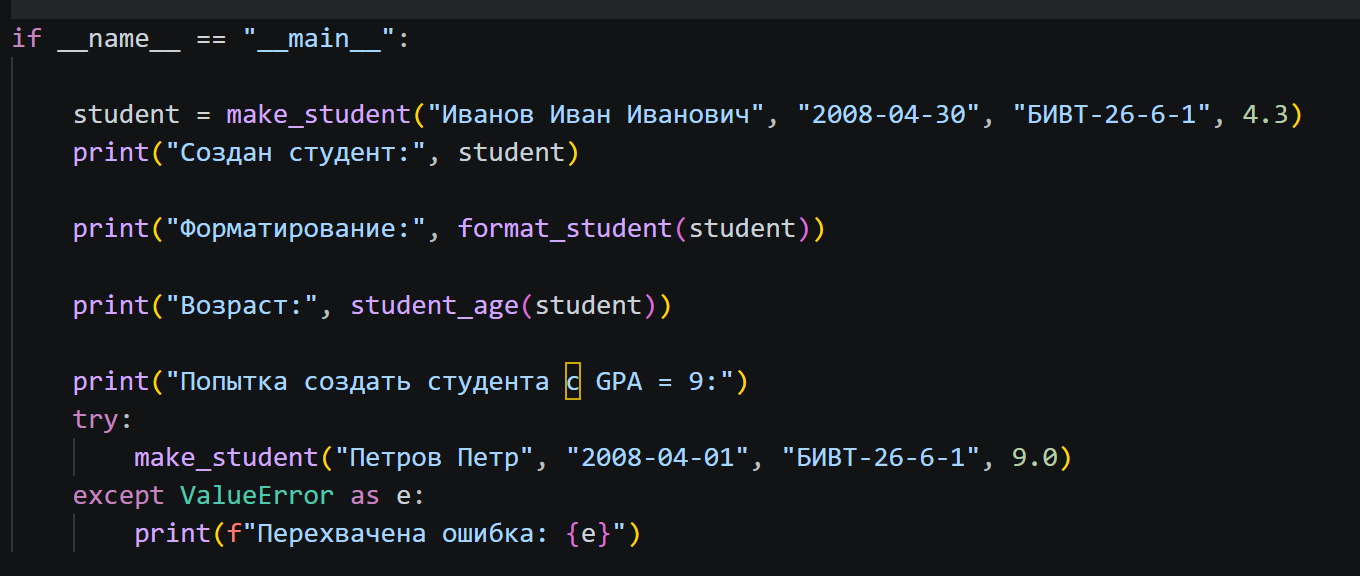 if __name__ == "__main__":
student = make_student("Иванов Иван Иванович", "2008-04-30", "БИВТ-26-6-1", 4.3)
print("Создан студент:", student)
print("Форматирование:", format_student(student))
print("Возраст:", student_age(student))
print("Попытка создать студента с GPA = 9:")
try:
make_student("Петров Петр", "2008-04-01", "БИВТ-26-6-1", 9.0)
except ValueError as e:
print(f"Перехвачена ошибка: {e}")